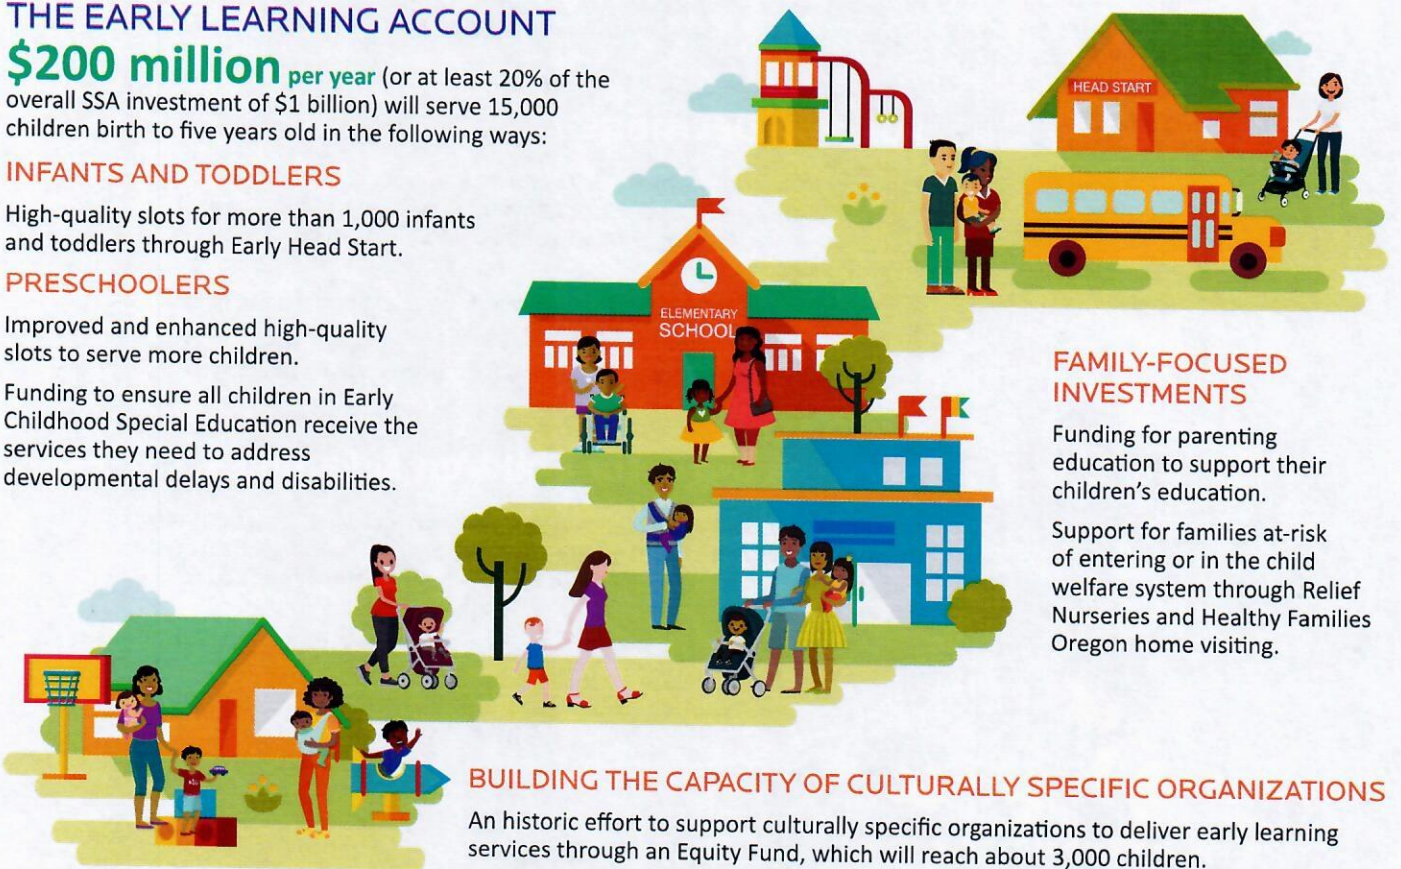 THE EARLY LEARNING ACCOUNT
$200 million per year (or at least 20% of the
overall SSA investment of $1 billion) will serve 15,000
children birth to five years old in the following ways:
INFANTS AND TODDLERS
High-quality slots for more than 1,000 infants
and toddlers through Early Head Start.
PRESCHOOLERS
Improved and enhanced high-quality
slots to serve more children.
Funding to ensure all children in Early
Childhood Special Education receive the
services they need to address
developmental delays and disabilities.
HEAD START
ELEMENTARY
SCHOOL
FAMILY-FOCUSED
INVESTMENTS
Funding for parenting
education to support their
children's education.
Support for families at-risk
of entering or in the child
welfare system through Relief
Nurseries and Healthy Families
Oregon home visiting.
BUILDING THE CAPACITY OF CULTURALLY SPECIFIC ORGANIZATIONS
An historic effort to support culturally specific organizations to deliver early learning
services through an Equity Fund, which will reach about 3,000 children.